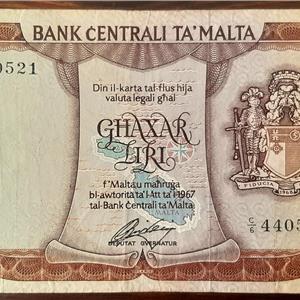 BANK ĊENTRALI TA' MALTA
0521
Din il-karta tal-flus hija
valuta legali għal
GĦAXAR
LIRI
f'Malta u maħruġa
bl-awtorità ta' l-Att ta' l-1967
tal-Bank Ċentrali ta' Malta.
MALTA
DEPUTAT GVERNATUR
FIDUCIA 1968
C/6 4405